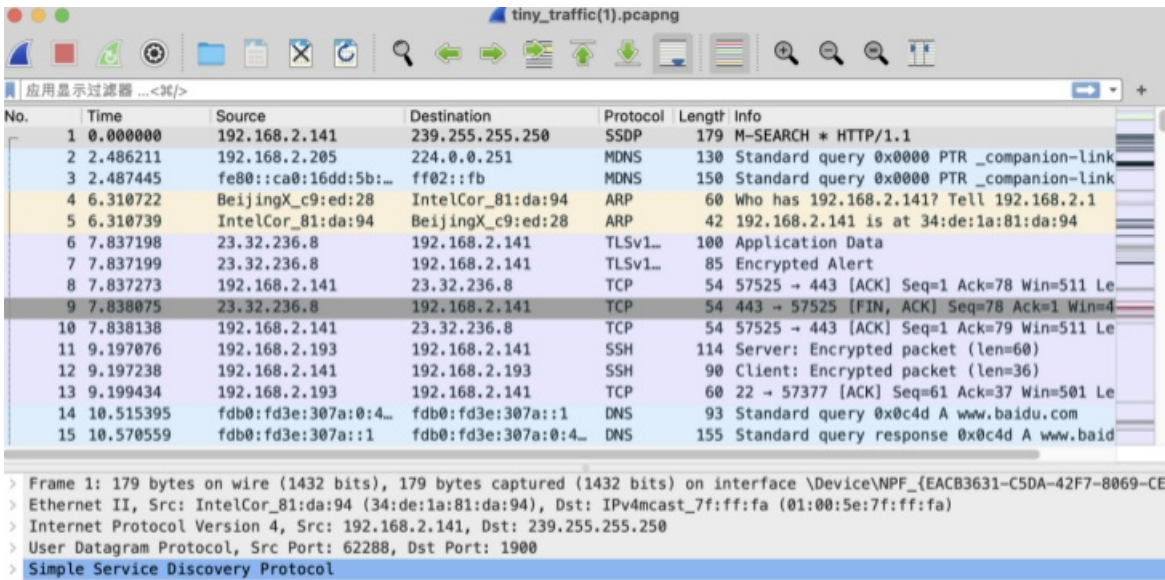 tiny_traffic(1).pcapng
应用显示过滤器 ...<⌘/>
No. Time Source Destination Protocol Length Info
1 0.000000 192.168.2.141 239.255.255.250 SSDP 179 M-SEARCH * HTTP/1.1
2 2.486211 192.168.2.205 224.0.0.251 MDNS 130 Standard query 0x0000 PTR _companion-link
3 2.487445 fe80::ca0:16dd:5b:… ff02::fb MDNS 150 Standard query 0x0000 PTR _companion-link
4 6.310722 BeijingX_c9:ed:28 IntelCor_81:da:94 ARP 60 Who has 192.168.2.141? Tell 192.168.2.1
5 6.310739 IntelCor_81:da:94 BeijingX_c9:ed:28 ARP 42 192.168.2.141 is at 34:de:1a:81:da:94
6 7.837198 23.32.236.8 192.168.2.141 TLSv1… 100 Application Data
7 7.837199 23.32.236.8 192.168.2.141 TLSv1… 85 Encrypted Alert
8 7.837273 192.168.2.141 23.32.236.8 TCP 54 57525 → 443 [ACK] Seq=1 Ack=78 Win=511 Le
9 7.838075 23.32.236.8 192.168.2.141 TCP 54 443 → 57525 [FIN, ACK] Seq=78 Ack=1 Win=4
10 7.838138 192.168.2.141 23.32.236.8 TCP 54 57525 → 443 [ACK] Seq=1 Ack=79 Win=511 Le
11 9.197076 192.168.2.193 192.168.2.141 SSH 114 Server: Encrypted packet (len=60)
12 9.197238 192.168.2.141 192.168.2.193 SSH 90 Client: Encrypted packet (len=36)
13 9.199434 192.168.2.193 192.168.2.141 TCP 60 22 → 57377 [ACK] Seq=61 Ack=37 Win=501 Le
14 10.515395 fdb0:fd3e:307a:0:4… fdb0:fd3e:307a::1 DNS 93 Standard query 0x0c4d A www.baidu.com
15 10.570559 fdb0:fd3e:307a::1 fdb0:fd3e:307a:0:4… DNS 155 Standard query response 0x0c4d A www.baid
Frame 1: 179 bytes on wire (1432 bits), 179 bytes captured (1432 bits) on interface \Device\NPF_{EACB3631-C5DA-42F7-8069-CE
Ethernet II, Src: IntelCor_81:da:94 (34:de:1a:81:da:94), Dst: IPv4mcast_7f:ff:fa (01:00:5e:7f:ff:fa)
Internet Protocol Version 4, Src: 192.168.2.141, Dst: 239.255.255.250
User Datagram Protocol, Src Port: 62288, Dst Port: 1900
Simple Service Discovery Protocol